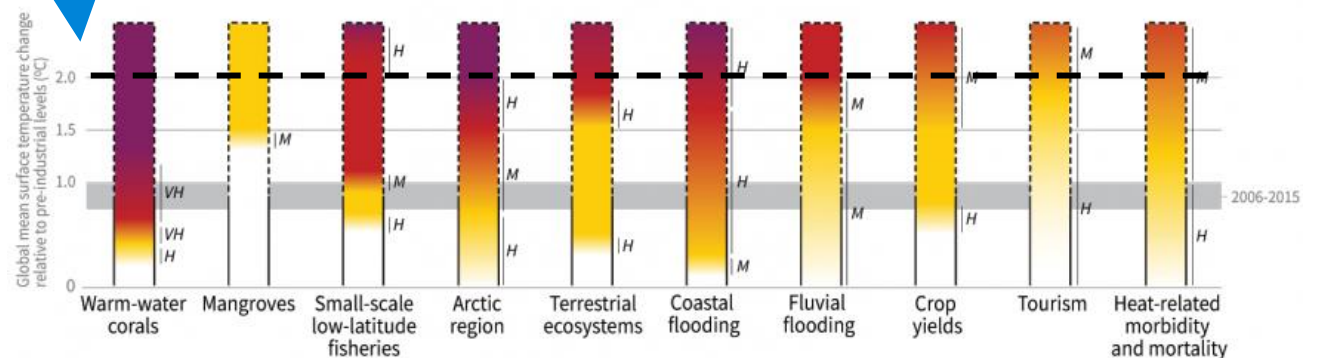 Global mean surface temperature change
relative to pre-industrial levels (°C)
2.0
1.5
1.0
0
2006-2015
VH
VH
H
M
H
M
H
H
M
H
H
H
H
H
M
M
M
M
H
M
H
M
H
Warm-water
corals
Mangroves
Small-scale
low-latitude
fisheries
Arctic
region
Terrestrial
ecosystems
Coastal
flooding
Fluvial
flooding
Crop
yields
Tourism
Heat-related
morbidity
and mortality